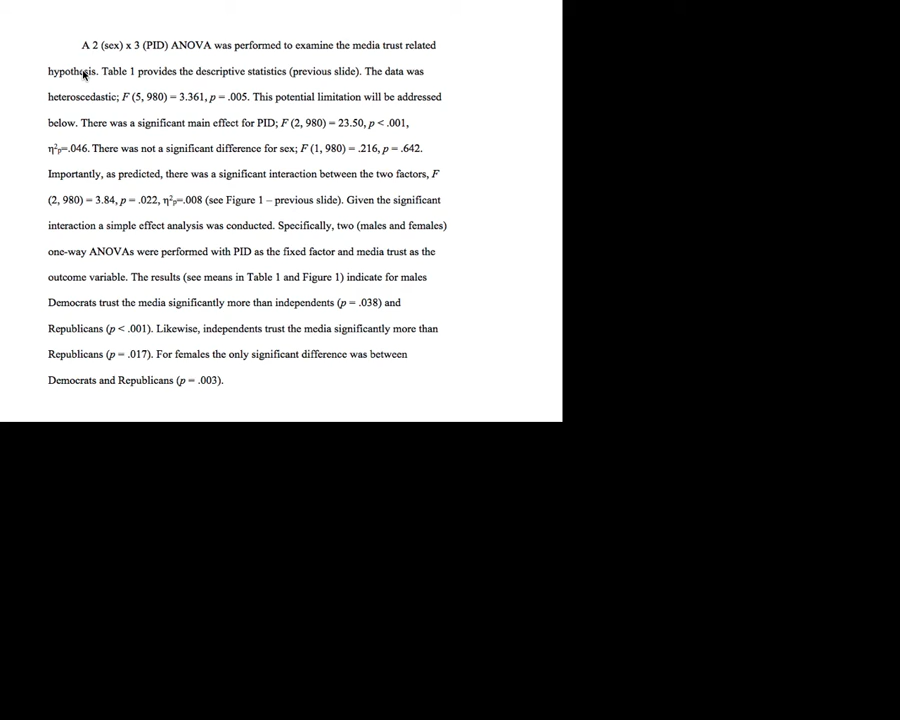 A 2 (sex) x 3 (PID) ANOVA was performed to examine the media trust related
hypothesis. Table 1 provides the descriptive statistics (previous slide). The data was
heteroscedastic; F (5, 980) = 3.361, p = .005. This potential limitation will be addressed
below. There was a significant main effect for PID; F (2, 980) = 23.50, p < .001,
η²ₚ=.046. There was not a significant difference for sex; F (1, 980) = .216, p = .642.
Importantly, as predicted, there was a significant interaction between the two factors, F
(2, 980) = 3.84, p = .022, η²ₚ=.008 (see Figure 1 – previous slide). Given the significant
interaction a simple effect analysis was conducted. Specifically, two (males and females)
one-way ANOVAs were performed with PID as the fixed factor and media trust as the
outcome variable. The results (see means in Table 1 and Figure 1) indicate for males
Democrats trust the media significantly more than independents (p = .038) and
Republicans (p < .001). Likewise, independents trust the media significantly more than
Republicans (p = .017). For females the only significant difference was between
Democrats and Republicans (p = .003).